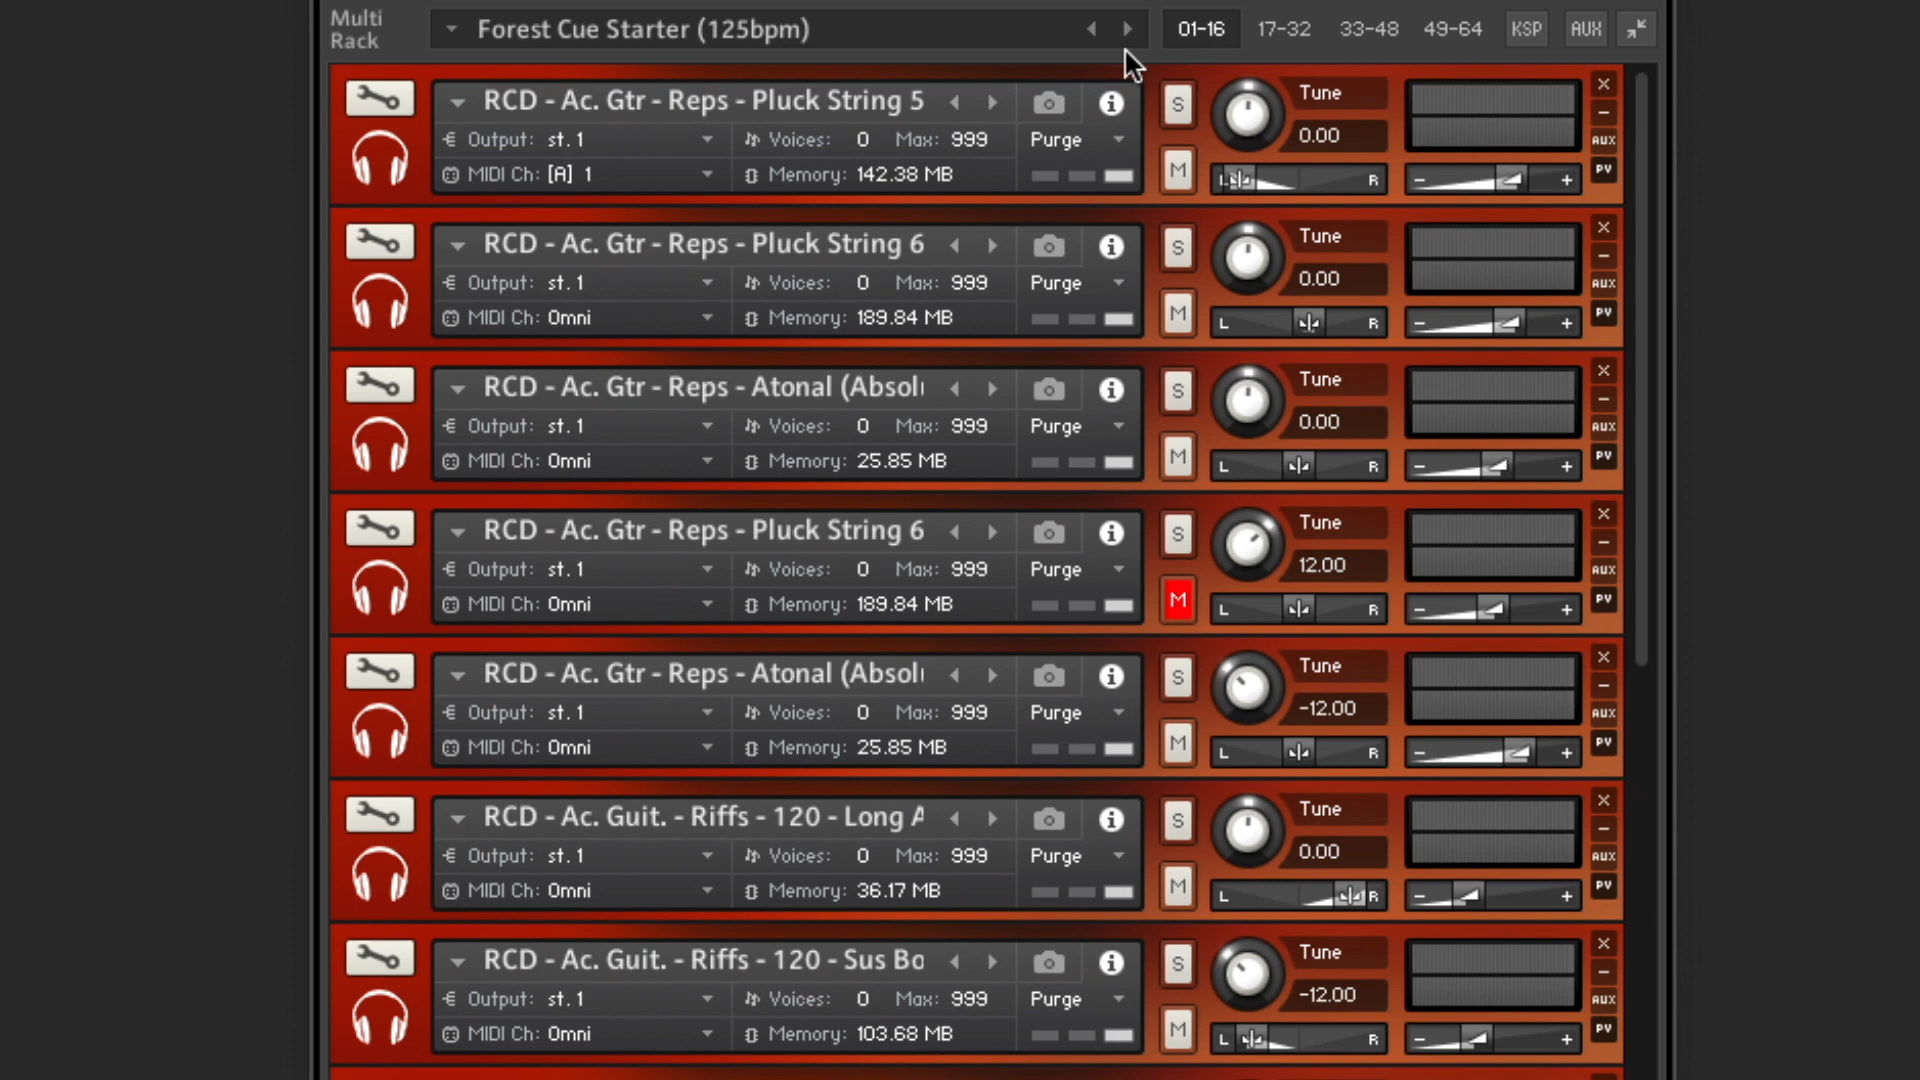 Multi Rack
Forest Cue Starter (125bpm)
01-16 17-32 33-48 49-64 KSP AUX
RCD - Ac. Gtr - Reps - Pluck String 5
S Tune
Output: st. 1 Voices: 0 Max: 999 Purge 0.00 AUX
MIDI Ch: [A] 1 Memory: 142.38 MB M L R - + PV
RCD - Ac. Gtr - Reps - Pluck String 6
S Tune
Output: st. 1 Voices: 0 Max: 999 Purge 0.00 AUX
MIDI Ch: Omni Memory: 189.84 MB M L R - + PV
RCD - Ac. Gtr - Reps - Atonal (Absol
S Tune
Output: st. 1 Voices: 0 Max: 999 Purge 0.00 AUX
MIDI Ch: Omni Memory: 25.85 MB M L R - + PV
RCD - Ac. Gtr - Reps - Pluck String 6
S Tune
Output: st. 1 Voices: 0 Max: 999 Purge 12.00 AUX
MIDI Ch: Omni Memory: 189.84 MB M L R - + PV
RCD - Ac. Gtr - Reps - Atonal (Absol
S Tune
Output: st. 1 Voices: 0 Max: 999 Purge -12.00 AUX
MIDI Ch: Omni Memory: 25.85 MB M L R - + PV
RCD - Ac. Guit. - Riffs - 120 - Long A
S Tune
Output: st. 1 Voices: 0 Max: 999 Purge 0.00 AUX
MIDI Ch: Omni Memory: 36.17 MB M L R - + PV
RCD - Ac. Guit. - Riffs - 120 - Sus Bo
S Tune
Output: st. 1 Voices: 0 Max: 999 Purge -12.00 AUX
MIDI Ch: Omni Memory: 103.68 MB M L R - + PV